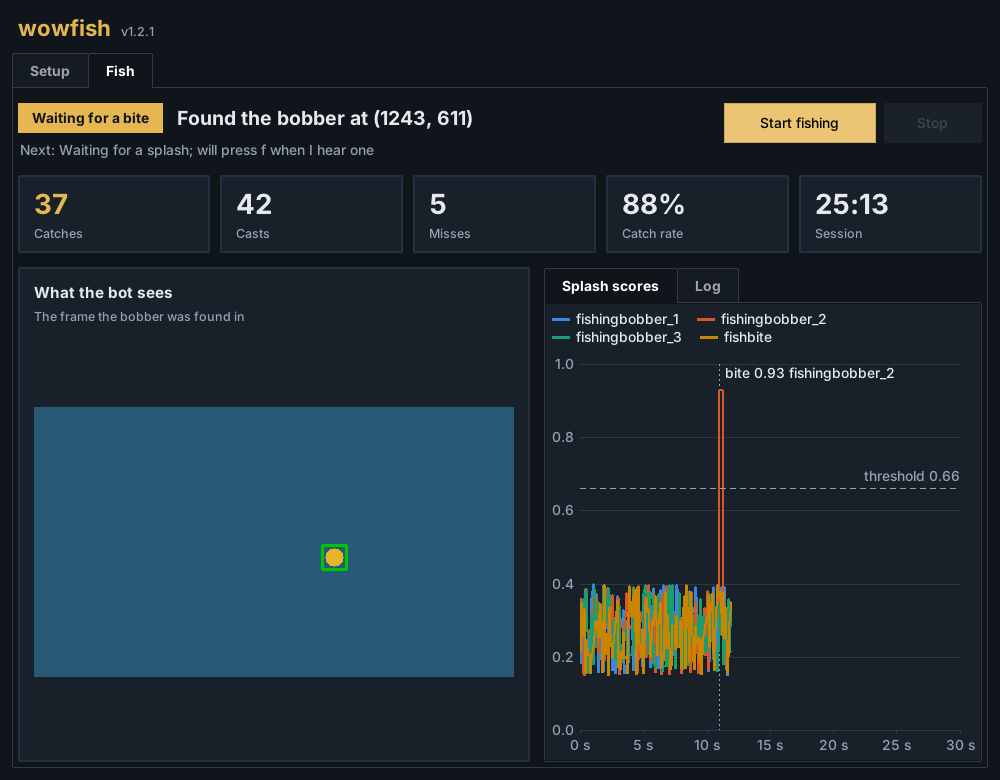 wowfish v1.2.1
Setup Fish
Waiting for a bite Found the bobber at (1243, 611) Start fishing Stop
Next: Waiting for a splash; will press f when I hear one
37 42 5 88% 25:13
Catches Casts Misses Catch rate Session
What the bot sees
The frame the bobber was found in
Splash scores Log
fishingbobber_1 fishingbobber_2
fishingbobber_3 fishbite
1.0
bite 0.93 fishingbobber_2
0.8
threshold 0.66
0.6
0.4
0.2
0.0
0 s 5 s 10 s 15 s 20 s 25 s 30 s